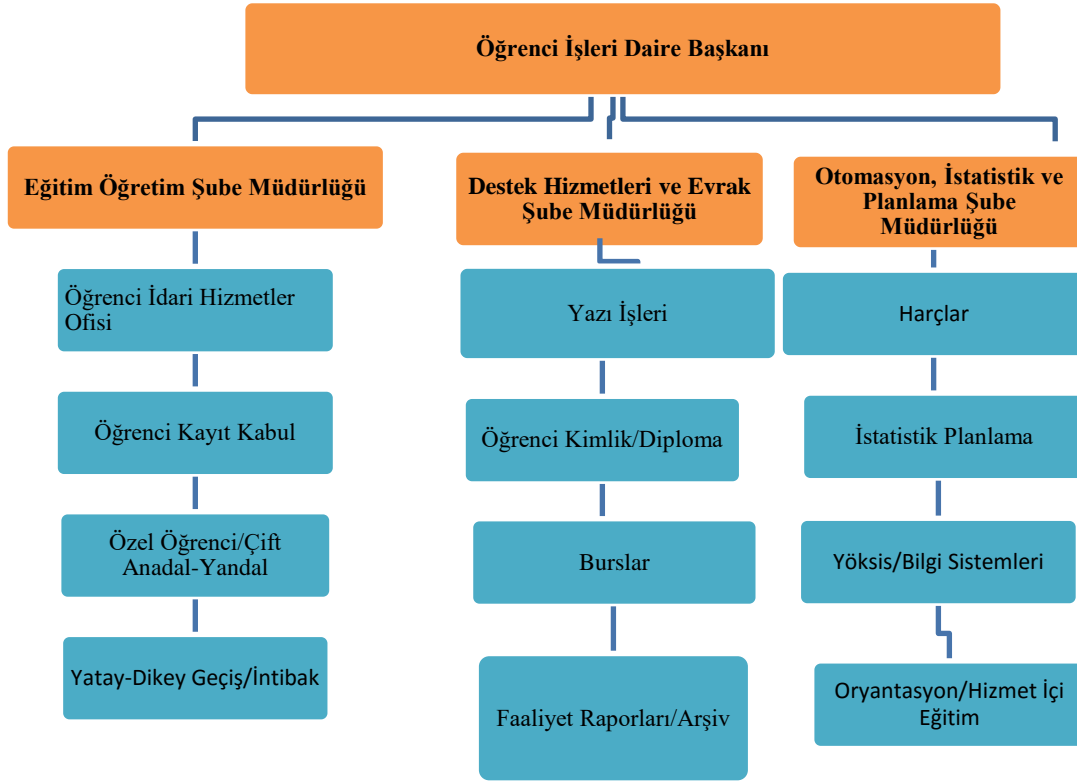 Öğrenci İşleri Daire Başkanı
Eğitim Öğretim Şube Müdürlüğü
Destek Hizmetleri ve Evrak
Şube Müdürlüğü
Otomasyon, İstatistik ve
Planlama Şube
Müdürlüğü
Öğrenci İdari Hizmetler
Ofisi
Yazı İşleri
Harçlar
Öğrenci Kayıt Kabul
Öğrenci Kimlik/Diploma
İstatistik Planlama
Özel Öğrenci/Çift
Anadal-Yandal
Burslar
Yöksis/Bilgi Sistemleri
Yatay-Dikey Geçiş/İntibak
Faaliyet Raporları/Arşiv
Oryantasyon/Hizmet İçi
Eğitim